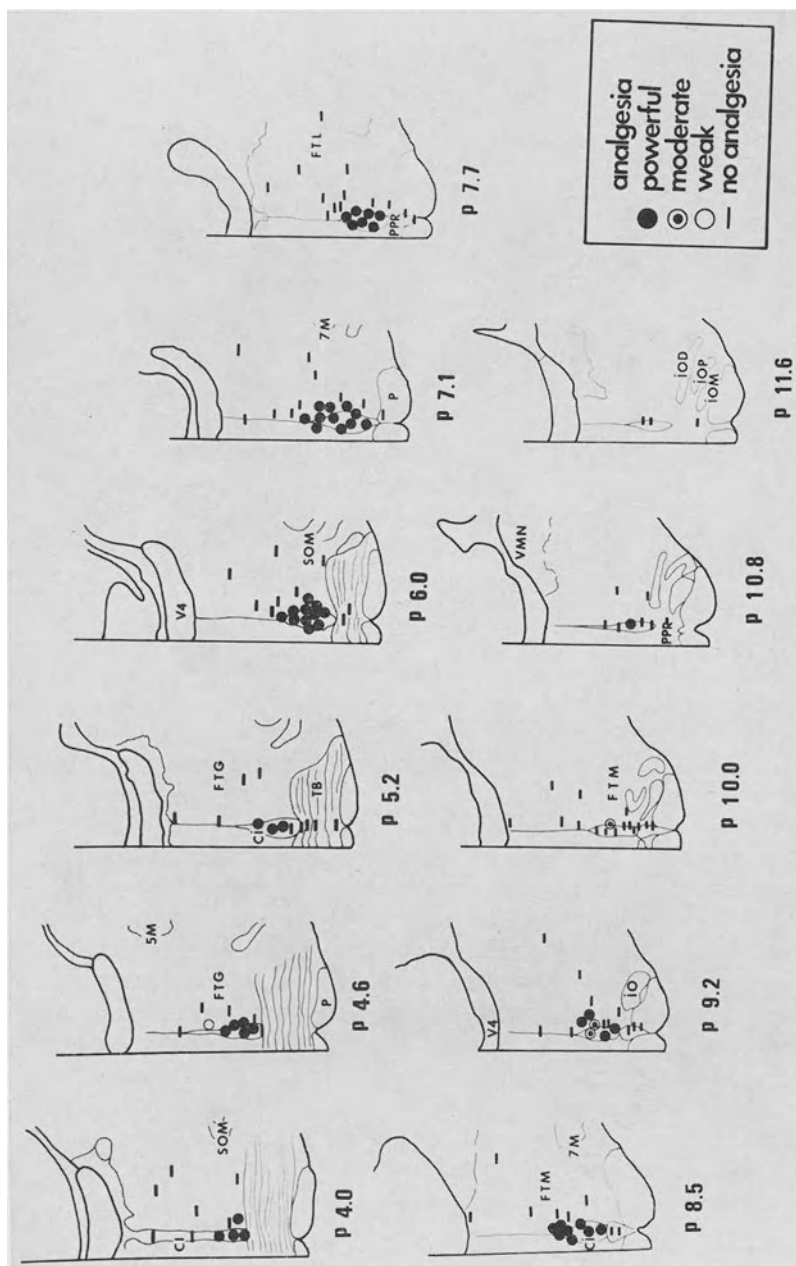 SOM
CI
p 4.0
5M
FTG
P
p 4.6
FTG
CI
TB
p 5.2
V4
SOM
p 6.0
7M
P
p 7.1
FTL
PPR
p 7.7
FTM
7M
CI
p 8.5
V4
iO
p 9.2
FTM
CI
p 10.0
VMN
PPR
p 10.8
iOD
iOP
iOM
p 11.6
analgesia
powerful
moderate
weak
no analgesia